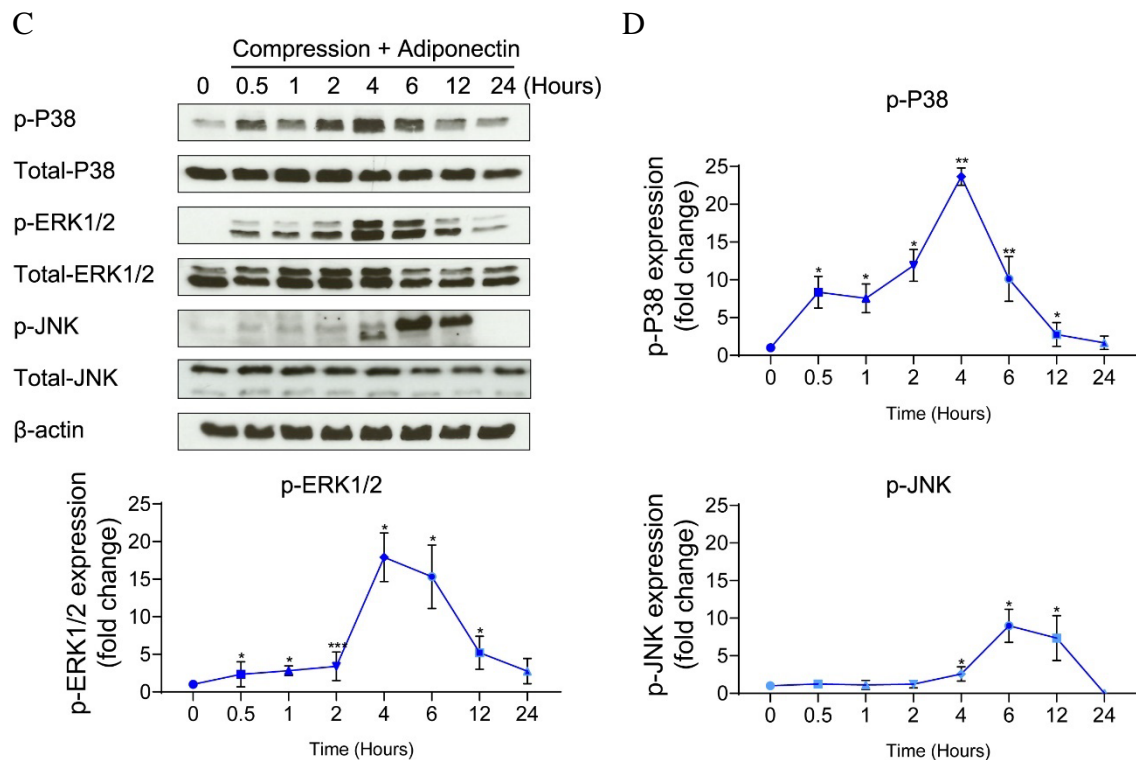 C
Compression + Adiponectin
0 0.5 1 2 4 6 12 24 (Hours)
p-P38
Total-P38
p-ERK1/2
Total-ERK1/2
p-JNK
Total-JNK
β-actin
D
p-P38
p-P38 expression
(fold change)
25
20
15
10
5
0
* * * ** ** *
0 0.5 1 2 4 6 12 24
Time (Hours)
p-ERK1/2
p-ERK1/2 expression
(fold change)
25
20
15
10
5
0
* * *** * * *
0 0.5 1 2 4 6 12 24
Time (Hours)
p-JNK
p-JNK expression
(fold change)
25
20
15
10
5
0
* * *
0 0.5 1 2 4 6 12 24
Time (Hours)